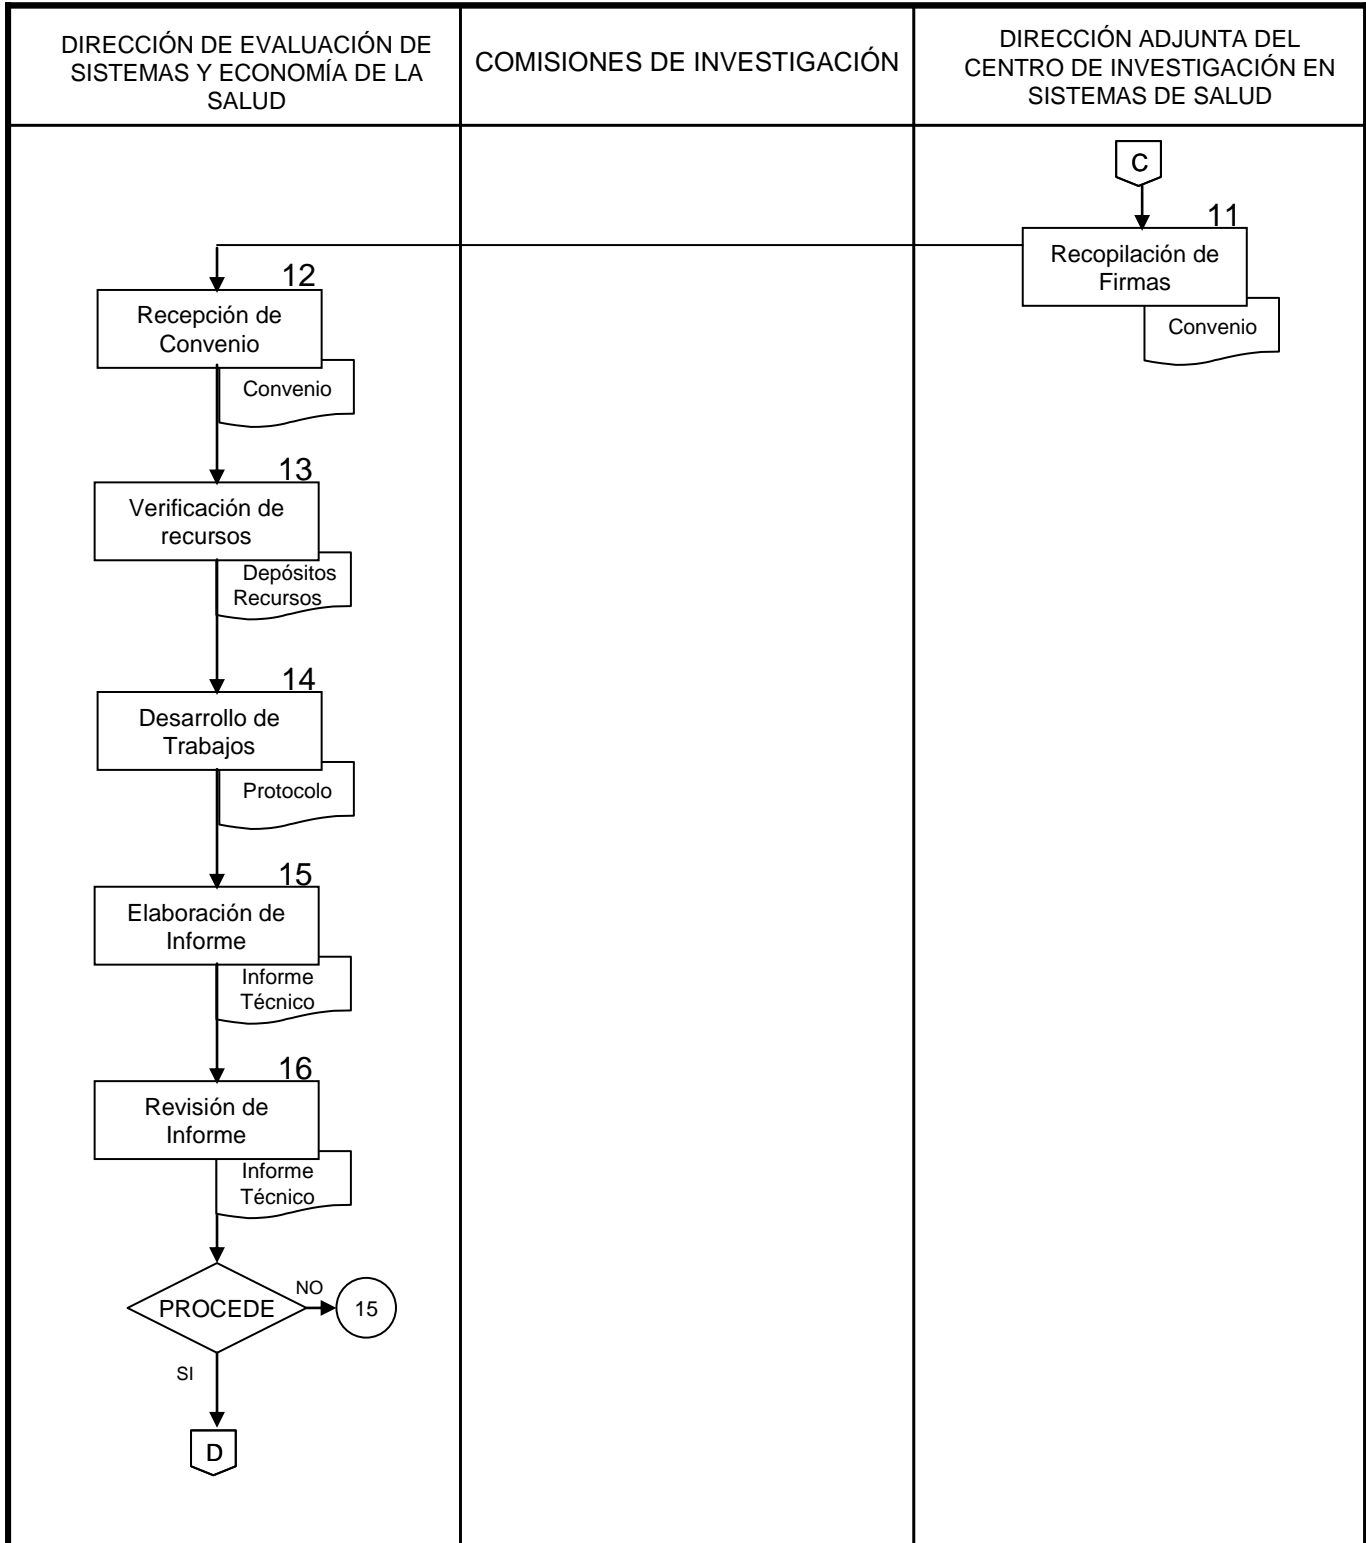 DIRECCIÓN DE EVALUACIÓN DE
SISTEMAS Y ECONOMÍA DE LA
SALUD
COMISIONES DE INVESTIGACIÓN
DIRECCIÓN ADJUNTA DEL
CENTRO DE INVESTIGACIÓN EN
SISTEMAS DE SALUD
C
11
Recopilación de
Firmas
Convenio
12
Recepción de
Convenio
Convenio
13
Verificación de
recursos
Depósitos
Recursos
14
Desarrollo de
Trabajos
Protocolo
15
Elaboración de
Informe
Informe
Técnico
16
Revisión de
Informe
Informe
Técnico
PROCEDE
NO
15
SI
D